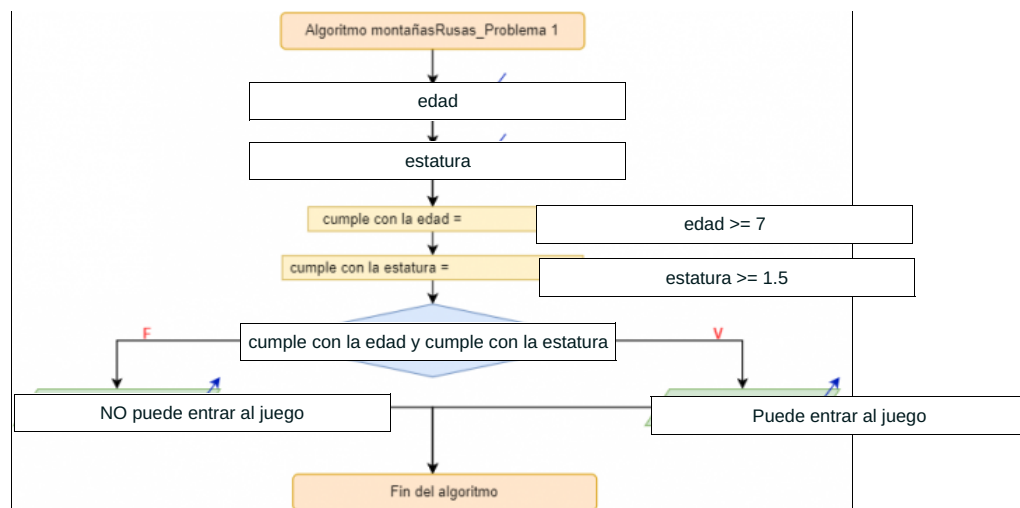 Algoritmo montañasRusas_Problema 1
edad
estatura
cumple con la edad =
edad >= 7
cumple con la estatura =
estatura >= 1.5
F
cumple con la edad y cumple con la estatura
V
NO puede entrar al juego
Puede entrar al juego
Fin del algoritmo